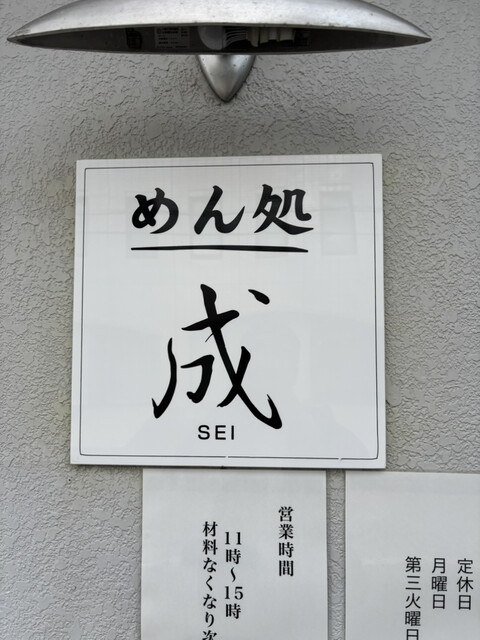 めん処
成
SEI
営業時間
11時〜15時
材料なくなり次
定休日
月曜日
第三火曜日